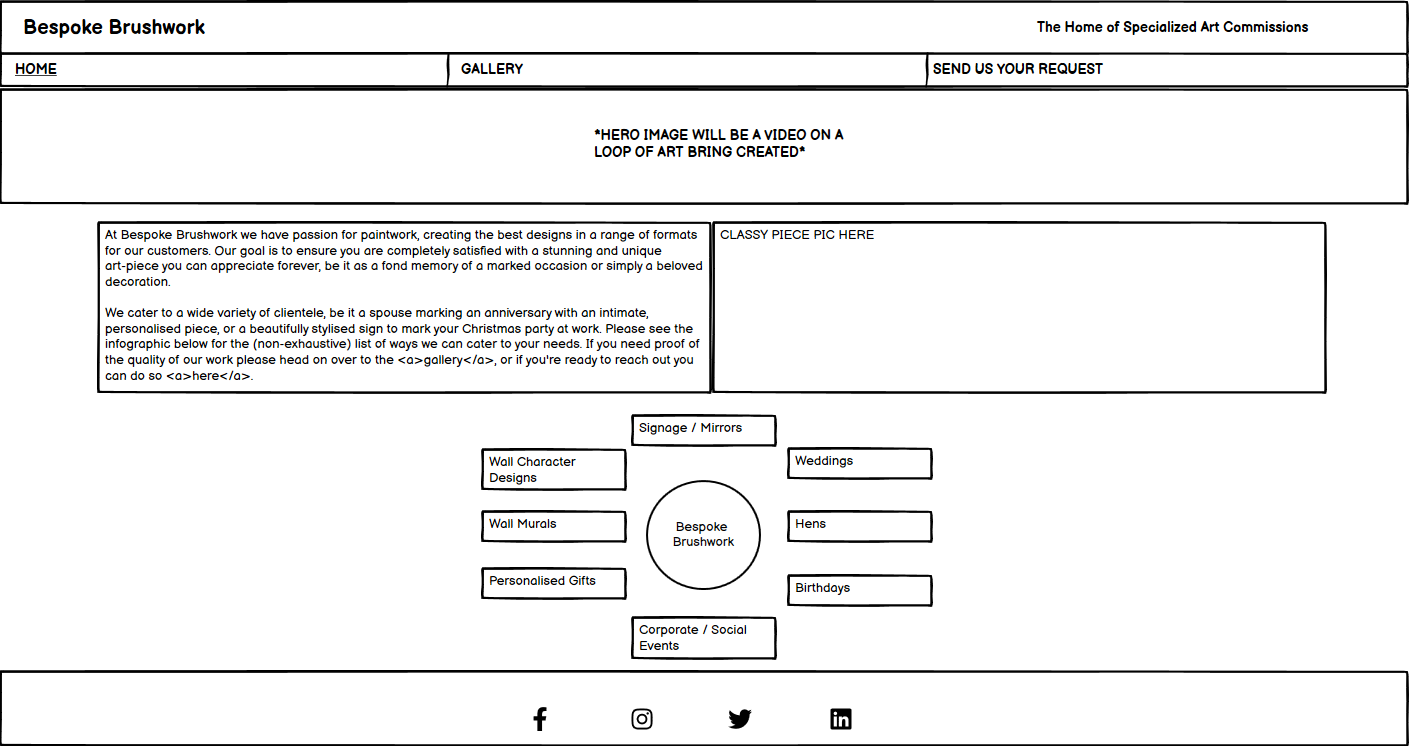 Bespoke Brushwork
The Home of Specialized Art Commissions
HOME
GALLERY
SEND US YOUR REQUEST
*HERO IMAGE WILL BE A VIDEO ON A
LOOP OF ART BRING CREATED*
At Bespoke Brushwork we have passion for paintwork, creating the best designs in a range of formats
for our customers. Our goal is to ensure you are completely satisfied with a stunning and unique
art-piece you can appreciate forever, be it as a fond memory of a marked occasion or simply a beloved
decoration.
We cater to a wide variety of clientele, be it a spouse marking an anniversary with an intimate,
personalised piece, or a beautifully stylised sign to mark your Christmas party at work. Please see the
infographic below for the (non-exhaustive) list of ways we can cater to your needs. If you need proof of
the quality of our work please head on over to the <a>gallery</a>, or if you're ready to reach out you
can do so <a>here</a>.
CLASSY PIECE PIC HERE
Signage / Mirrors
Wall Character
Designs
Weddings
Wall Murals
Bespoke
Brushwork
Hens
Personalised Gifts
Birthdays
Corporate / Social
Events